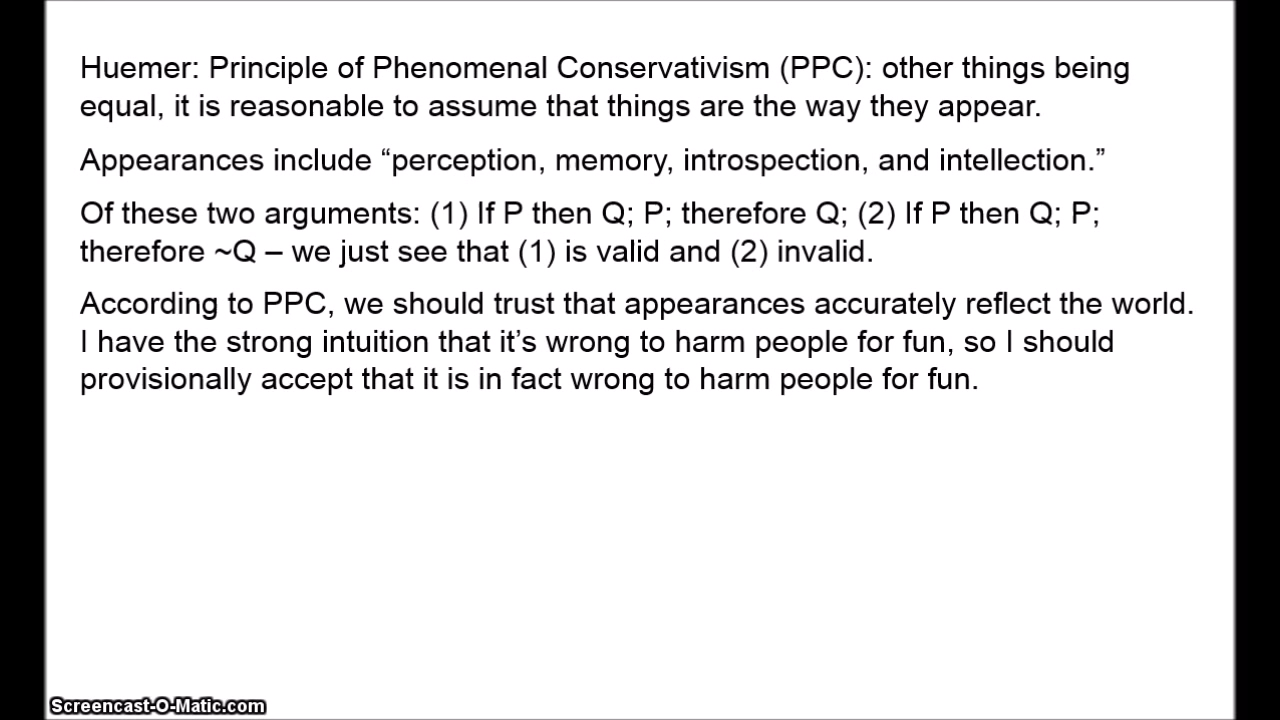 Huemer: Principle of Phenomenal Conservativism (PPC): other things being
equal, it is reasonable to assume that things are the way they appear.
Appearances include “perception, memory, introspection, and intellection.”
Of these two arguments: (1) If P then Q; P; therefore Q; (2) If P then Q; P;
therefore ~Q – we just see that (1) is valid and (2) invalid.
According to PPC, we should trust that appearances accurately reflect the world.
I have the strong intuition that it’s wrong to harm people for fun, so I should
provisionally accept that it is in fact wrong to harm people for fun.
Screencast-O-Matic.com